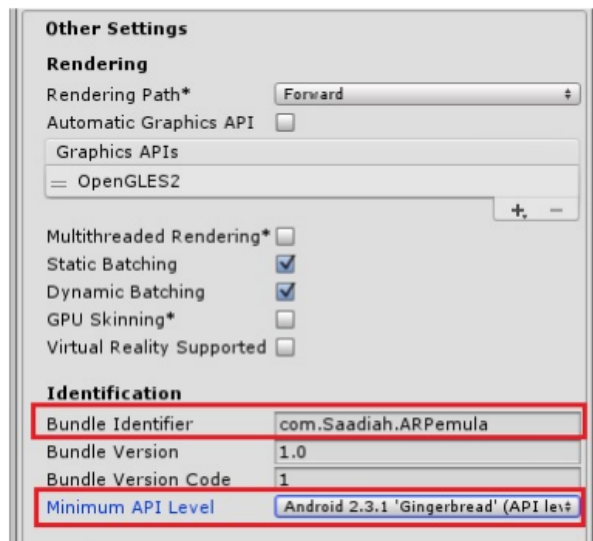 Other Settings
Rendering
Rendering Path* Forward
Automatic Graphics API
Graphics APIs
= OpenGLES2
+ −
Multithreaded Rendering*
Static Batching
Dynamic Batching
GPU Skinning*
Virtual Reality Supported
Identification
Bundle Identifier com.Saadiah.ARPemula
Bundle Version 1.0
Bundle Version Code 1
Minimum API Level Android 2.3.1 'Gingerbread' (API lev